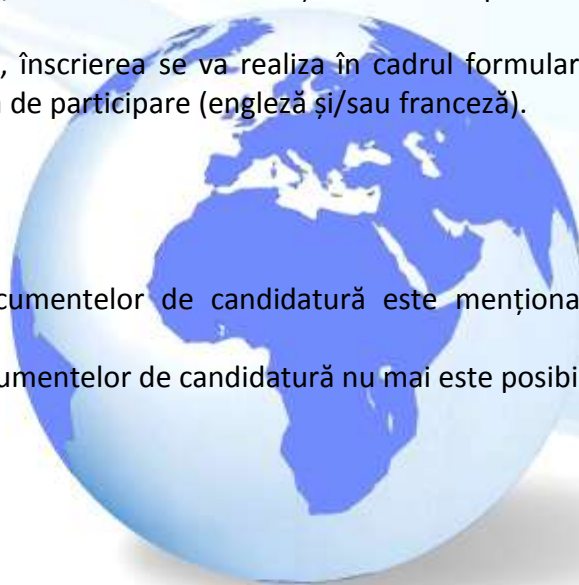 , înscrierea se va realiza în cadrul formular
de participare (engleză și/sau franceză).
cumentelor de candidatură este menționa
umentelor de candidatură nu mai este posibi